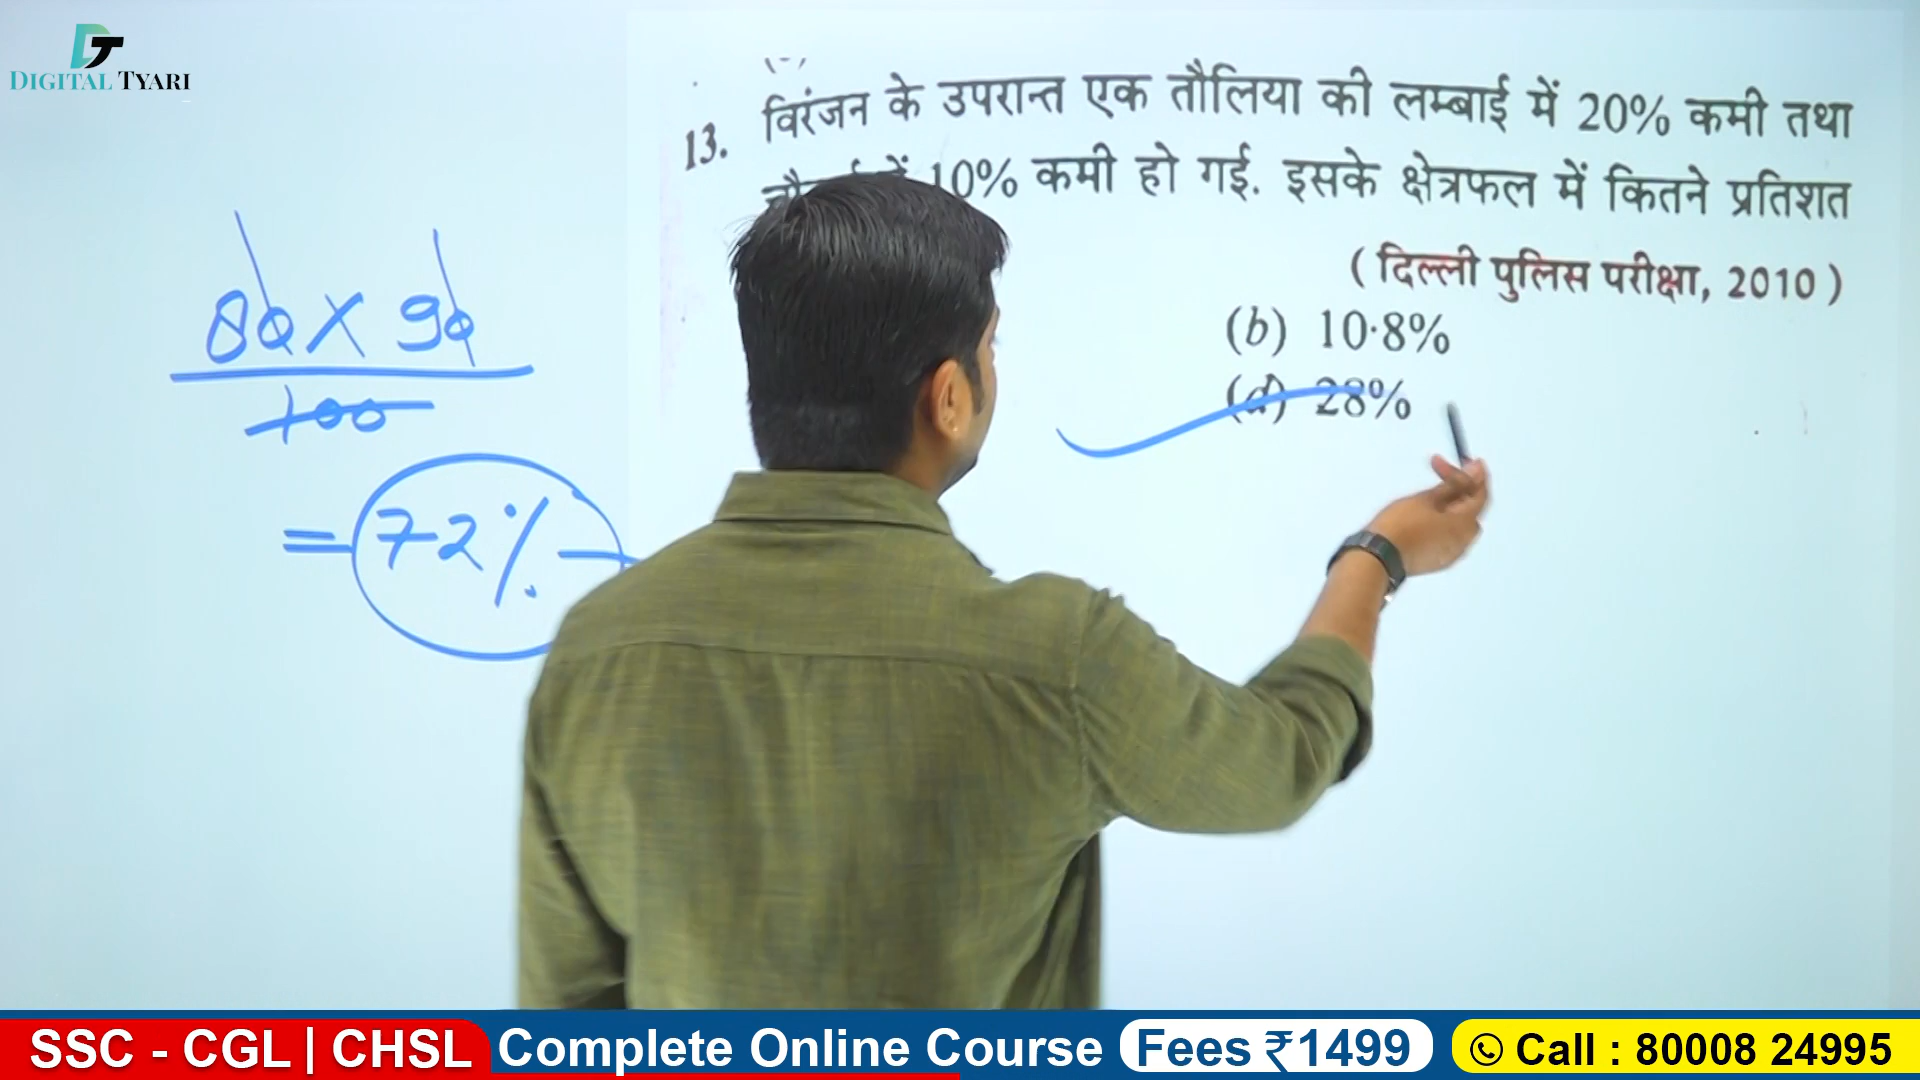 DT
DIGITAL TYARI
13. विरंजन के उपरान्त एक तौलिया की लम्बाई में 20% कमी तथा
10% कमी हो गई. इसके क्षेत्रफल में कितने प्रतिशत
( दिल्ली पुलिस परीक्षा, 2010 )
(b) 10·8%
(d) 28%
80 X 90
100
= 72%
SSC - CGL | CHSL Complete Online Course Fees ₹1499 Call : 80008 24995